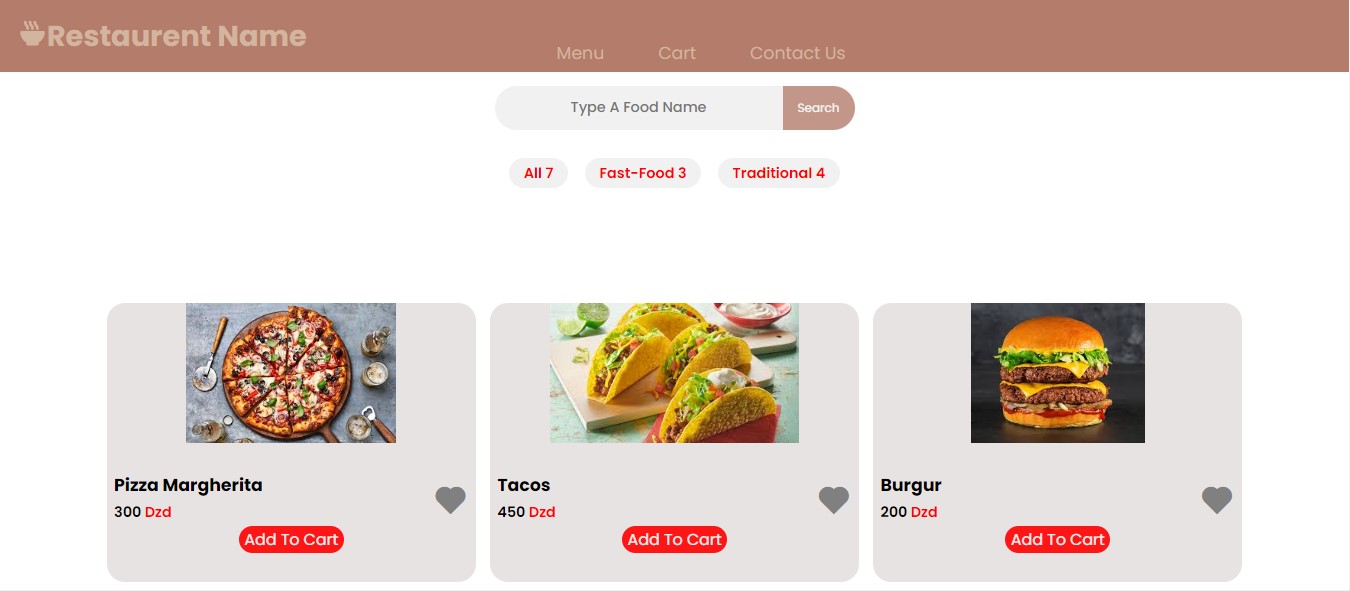 Restaurent Name
Menu Cart Contact Us
Type A Food Name Search
All 7 Fast-Food 3 Traditional 4
Pizza Margherita
300 Dzd
Add To Cart
Tacos
450 Dzd
Add To Cart
Burgur
200 Dzd
Add To Cart